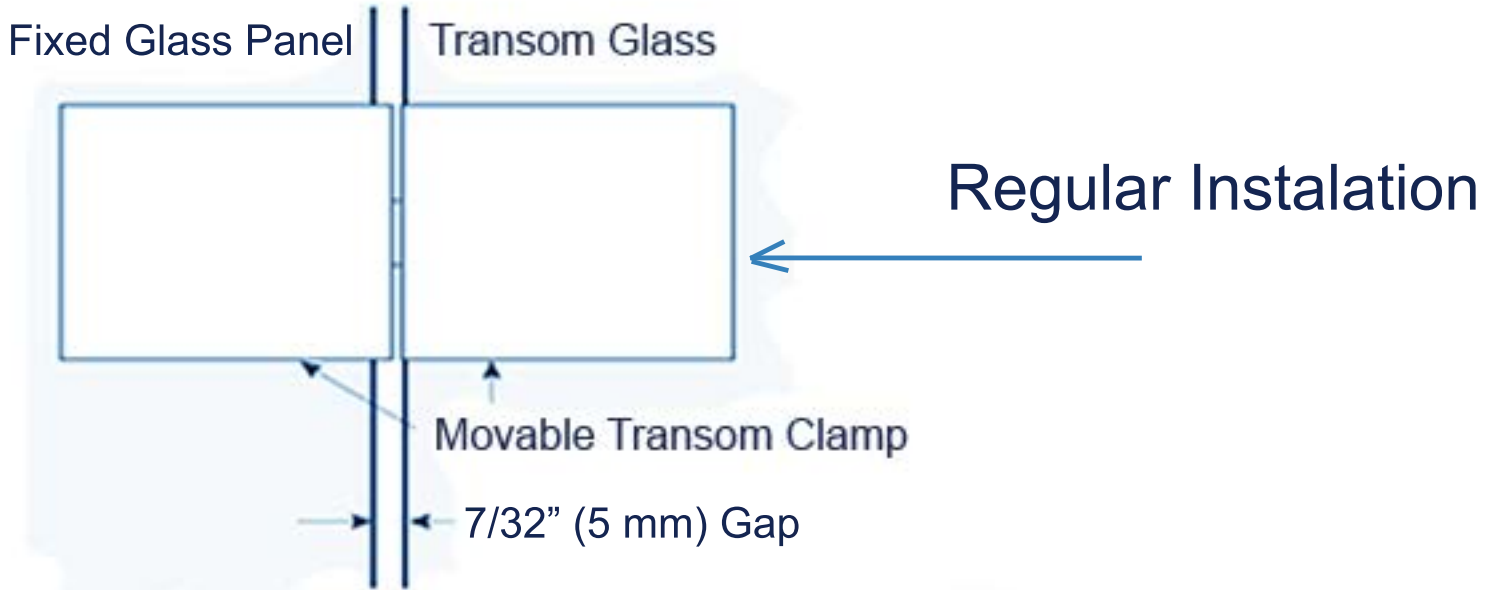 Fixed Glass Panel
Transom Glass
Regular Instalation
Movable Transom Clamp
7/32” (5 mm) Gap